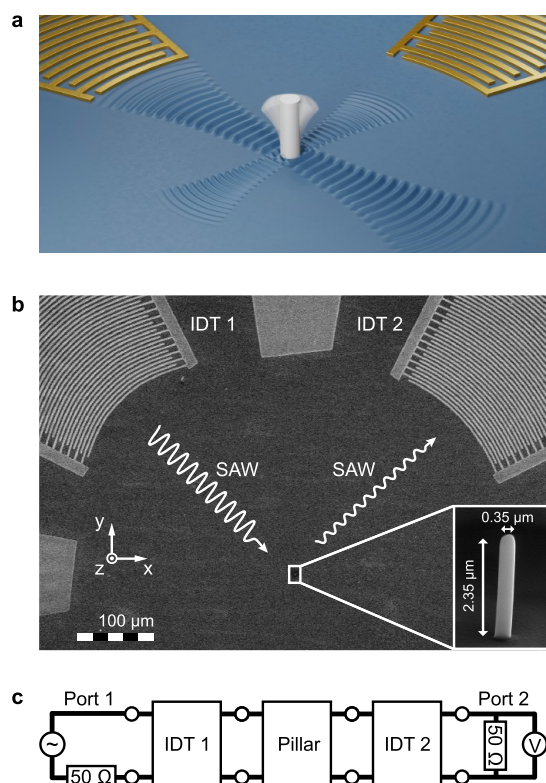 a
b
IDT 1
IDT 2
SAW
SAW
y
z
x
100 μm
0.35 μm
2.35 μm
c
Port 1
Port 2
~
IDT 1
Pillar
IDT 2
50 Ω
V
50 Ω